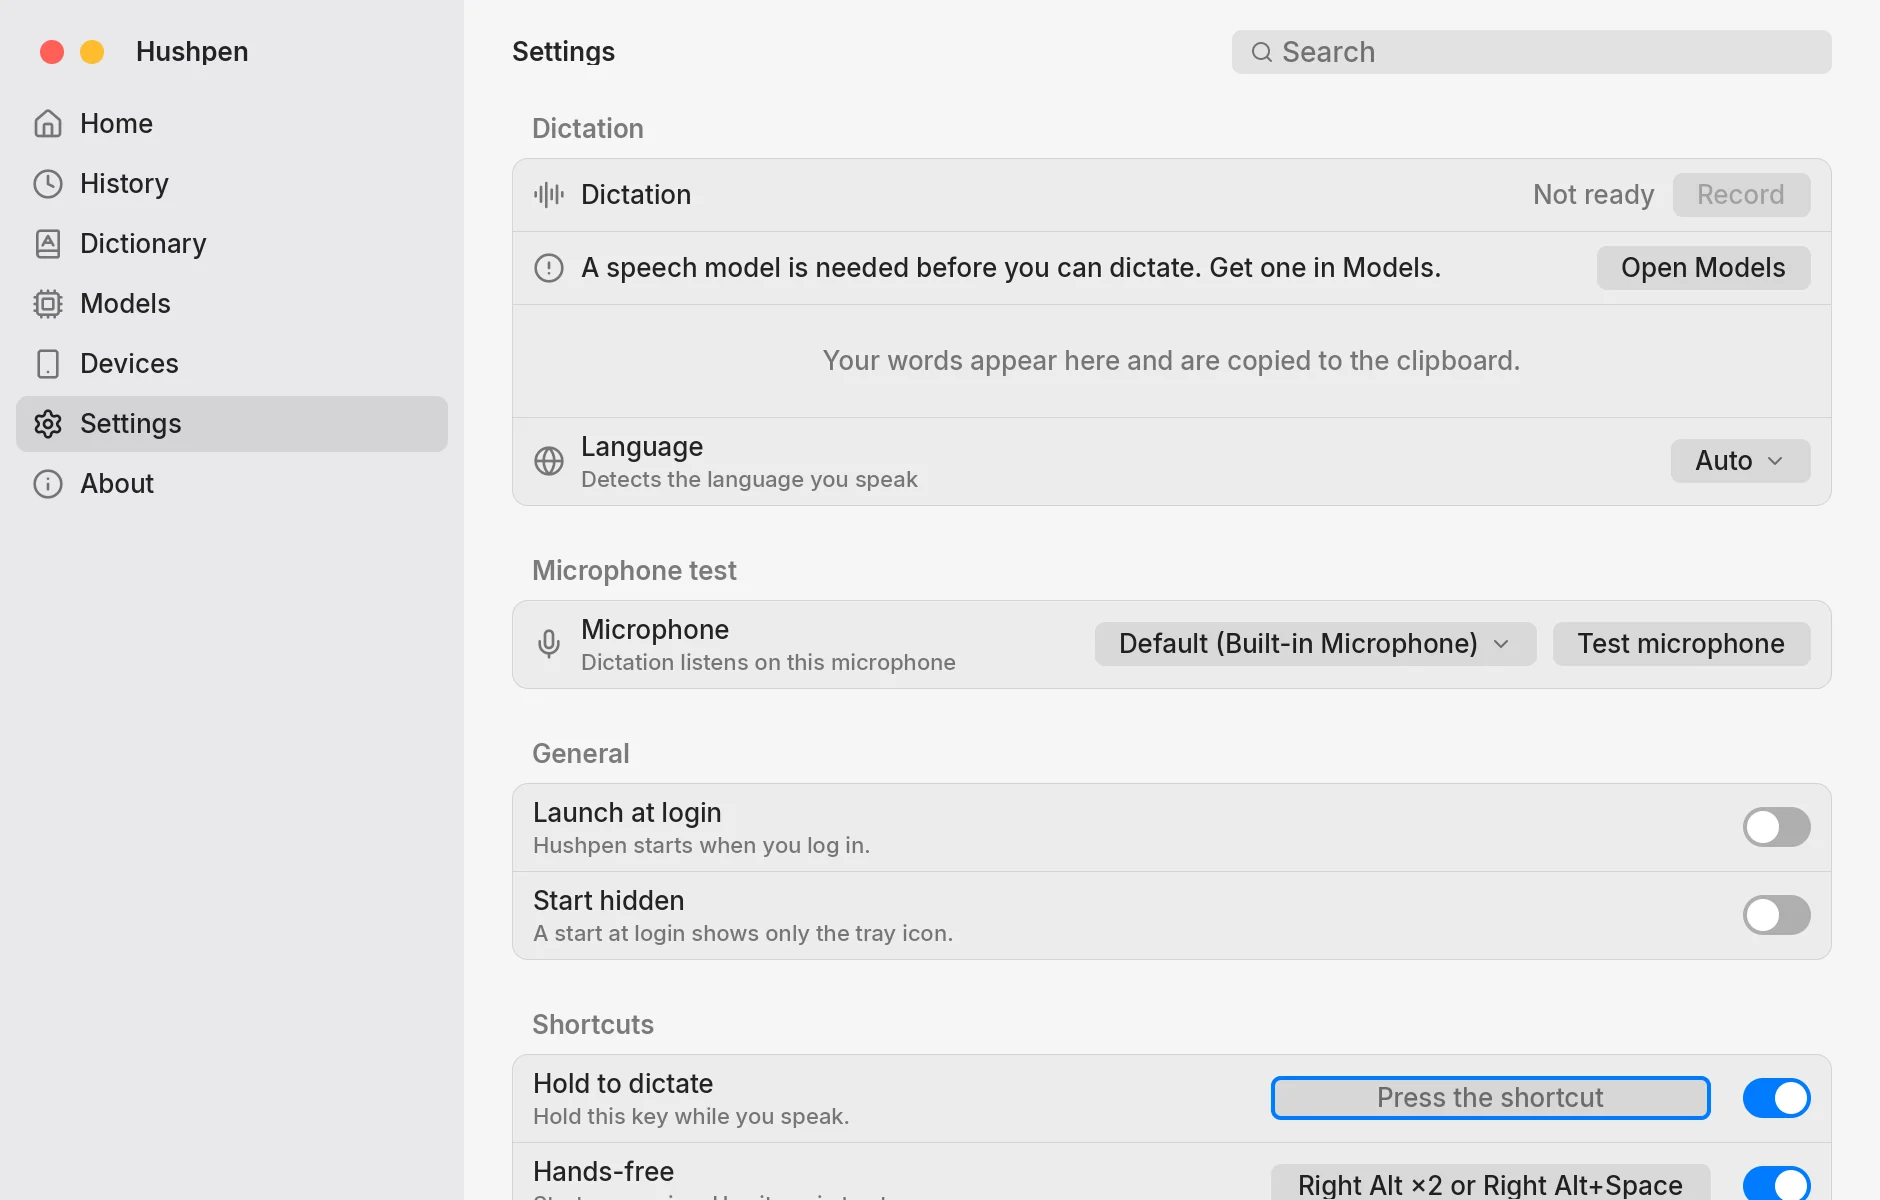 Hushpen
Home
History
Dictionary
Models
Devices
Settings
About
Settings
Search
Dictation
Dictation
Not ready
Record
A speech model is needed before you can dictate. Get one in Models.
Open Models
Your words appear here and are copied to the clipboard.
Language
Detects the language you speak
Auto
Microphone test
Microphone
Dictation listens on this microphone
Default (Built-in Microphone)
Test microphone
General
Launch at login
Hushpen starts when you log in.
Start hidden
A start at login shows only the tray icon.
Shortcuts
Hold to dictate
Hold this key while you speak.
Press the shortcut
Hands-free
Right Alt ×2 or Right Alt+Space